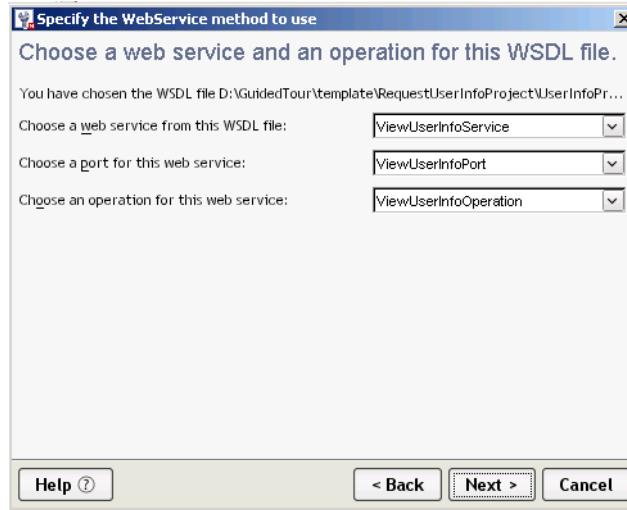 Specify the WebService method to use
Choose a web service and an operation for this WSDL file.
You have chosen the WSDL file D:\GuidedTour\template\RequestUserInfoProject\UserInfoPr...
Choose a web service from this WSDL file: ViewUserInfoService
Choose a port for this web service: ViewUserInfoPort
Choose an operation for this web service: ViewUserInfoOperation
Help ? < Back Next > Cancel